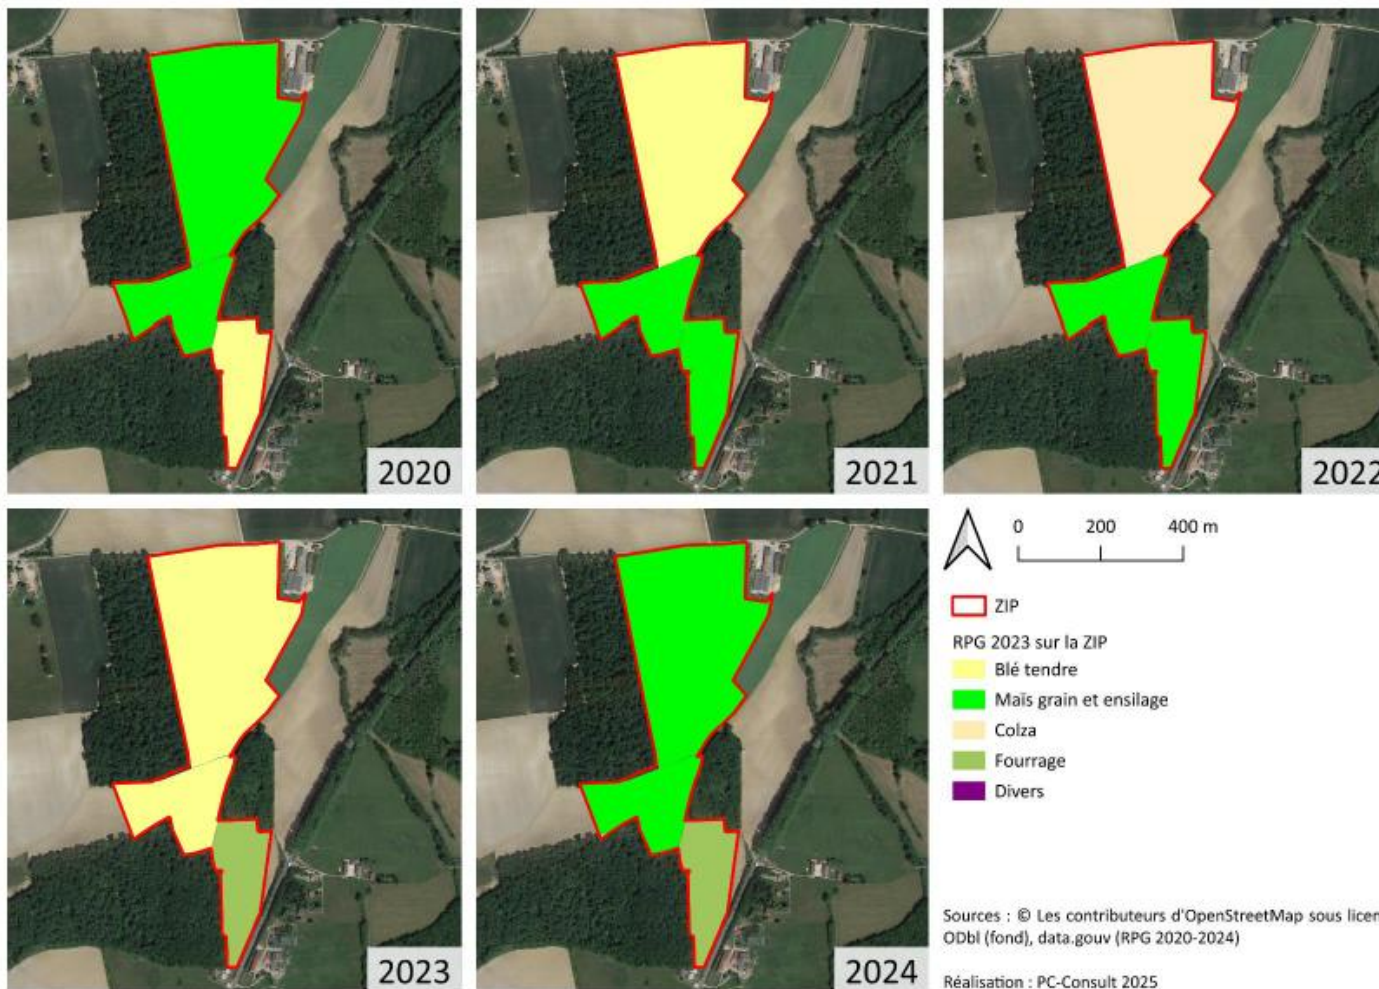 2020
2021
2022
2023
2024
0 200 400 m
ZIP
RPG 2023 sur la ZIP
Blé tendre
Maïs grain et ensilage
Colza
Fourrage
Divers
Sources : © Les contributeurs d'OpenStreetMap sous licen
ODbl (fond), data.gouv (RPG 2020-2024)
Réalisation : PC-Consult 2025